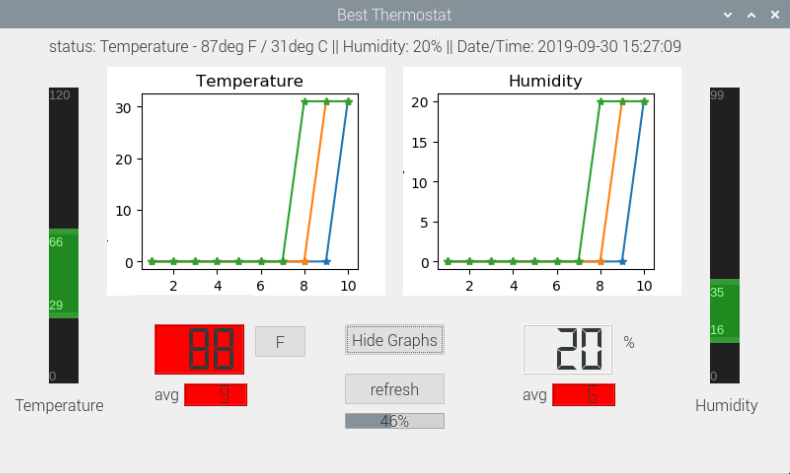 Best Thermostat
status: Temperature - 87deg F / 31deg C || Humidity: 20% || Date/Time: 2019-09-30 15:27:09
120
66
29
0
Temperature
Temperature
30
20
10
0
2 4 6 8 10
Humidity
20
15
10
5
0
2 4 6 8 10
99
35
16
0
Humidity
88
F
avg 9
Hide Graphs
refresh
46%
20 %
avg 6